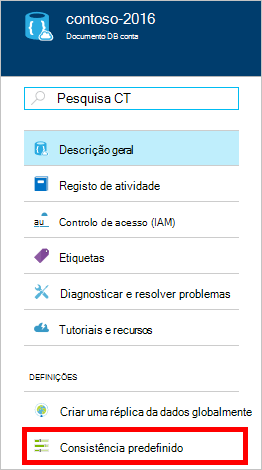 contoso-2016
Documento DB conta
Pesquisa CT
Descrição geral
Registo de atividade
Controlo de acesso (IAM)
Etiquetas
Diagnosticar e resolver problemas
Tutoriais e recursos
DEFINIÇÕES
Criar uma réplica da dados globalmente
Consistência predefinido